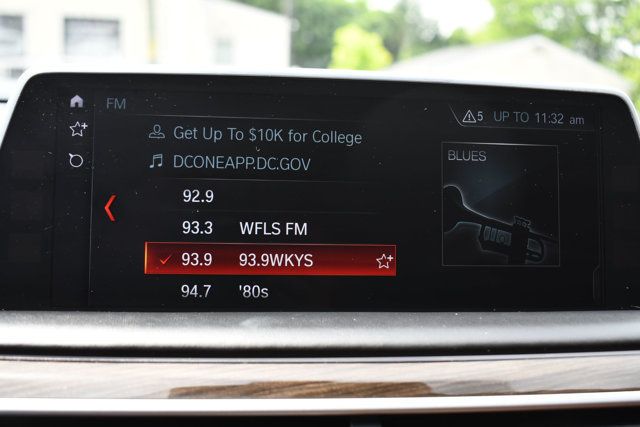 FM
5 UP TO 11:32 am
Get Up To $10K for College
DCONEAPP.DC.GOV
BLUES
92.9
93.3 WFLS FM
93.9 93.9WKYS
94.7 '80s